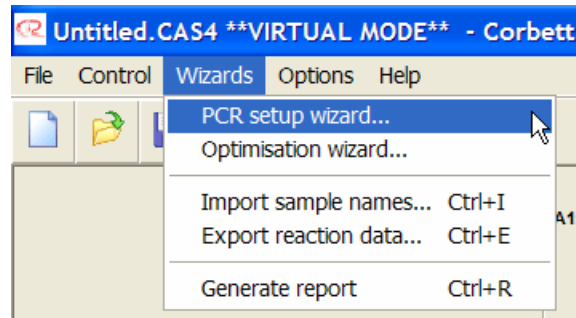 Untitled.CAS4 **VIRTUAL MODE** - Corbett
File Control Wizards Options Help
PCR setup wizard...
Optimisation wizard...
Import sample names... Ctrl+I
A1
Export reaction data... Ctrl+E
Generate report Ctrl+R